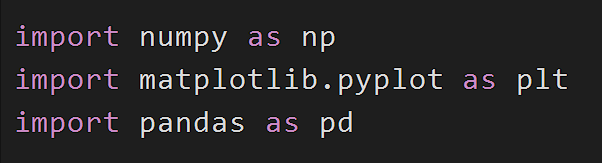 import numpy as np
import matplotlib.pyplot as plt
import pandas as pd